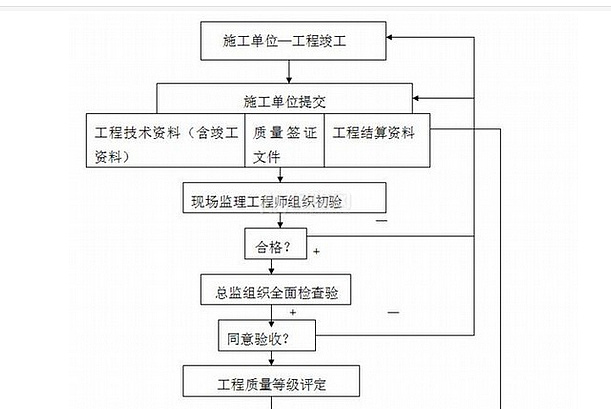 施工单位—工程竣工
施工单位提交
工程技术资料（含竣工
资料）
质量签证
文件
工程结算资料
现场监理工程师组织初验
—
合格？
+
总监组织全面检查验
+
—
同意验收？
工程质量等级评定